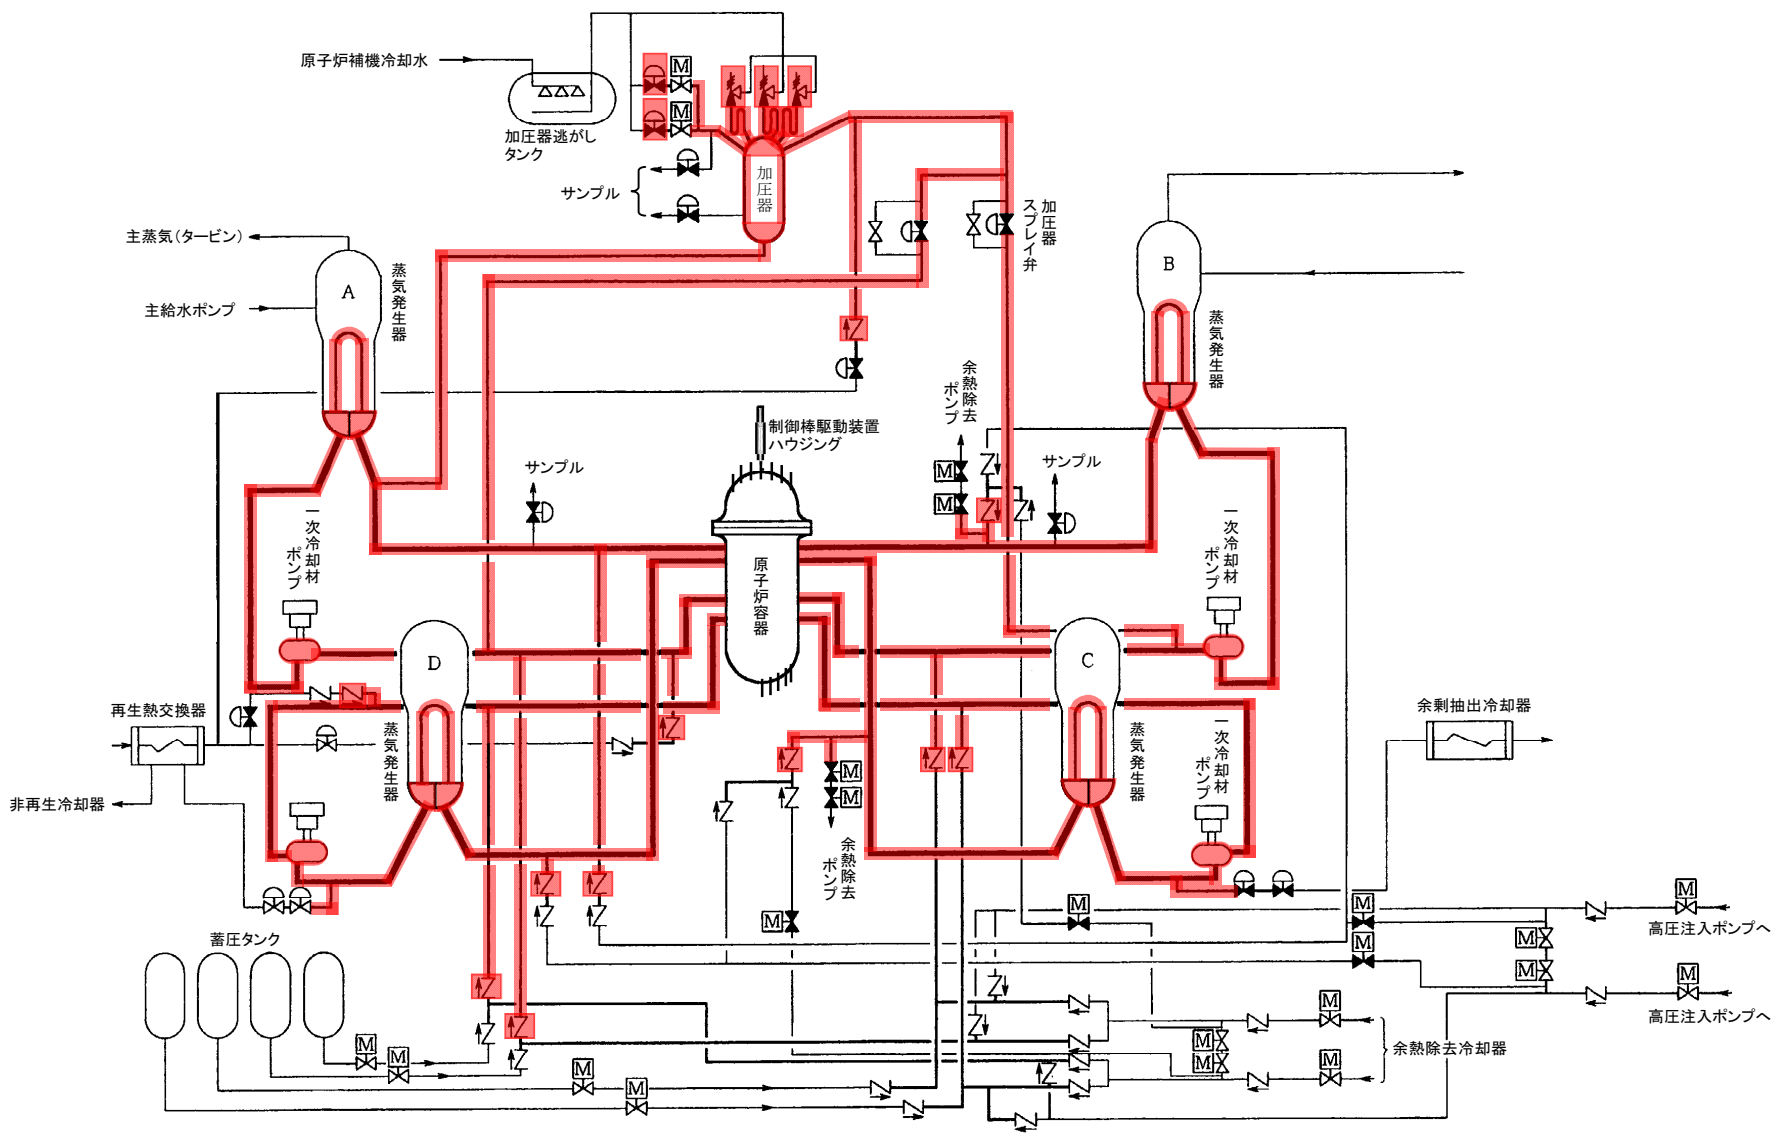 原子炉補機冷却水
M
M
加圧器逃がし
タンク
サンプル
加圧器
加圧器
スプレイ弁
主蒸気(タービン)
A
蒸気発生器
主給水ポンプ
B
蒸気発生器
余熱除去
ポンプ
制御棒駆動装置
ハウジング
サンプル
M
M
サンプル
一次冷却材
ポンプ
原子炉容器
一次冷却材
ポンプ
D
C
再生熱交換器
蒸気発生器
蒸気発生器
一次冷却材
ポンプ
余剰抽出冷却器
M
M
非再生冷却器
余熱除去
ポンプ
M
M
M
M
高圧注入ポンプへ
蓄圧タンク
M
M
M
M
高圧注入ポンプへ
M
M
M
M
M
M
余熱除去冷却器
M
M
M